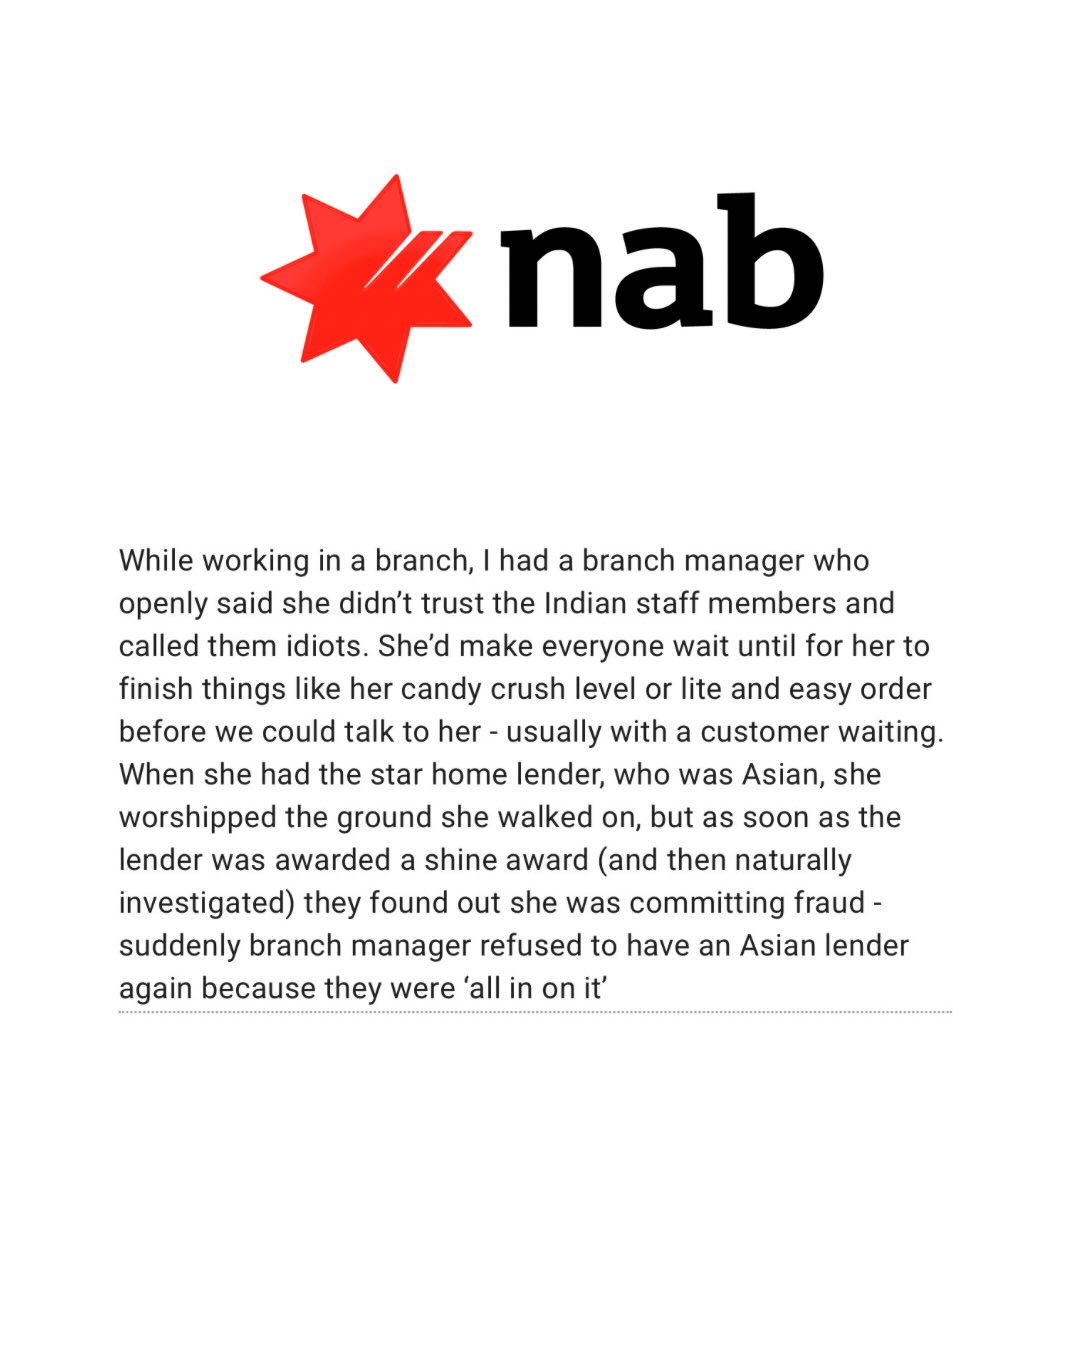 nab
While working in a branch, I had a branch manager who
openly said she didn’t trust the Indian staff members and
called them idiots. She’d make everyone wait until for her to
finish things like her candy crush level or lite and easy order
before we could talk to her - usually with a customer waiting.
When she had the star home lender, who was Asian, she
worshipped the ground she walked on, but as soon as the
lender was awarded a shine award (and then naturally
investigated) they found out she was committing fraud -
suddenly branch manager refused to have an Asian lender
again because they were ‘all in on it’